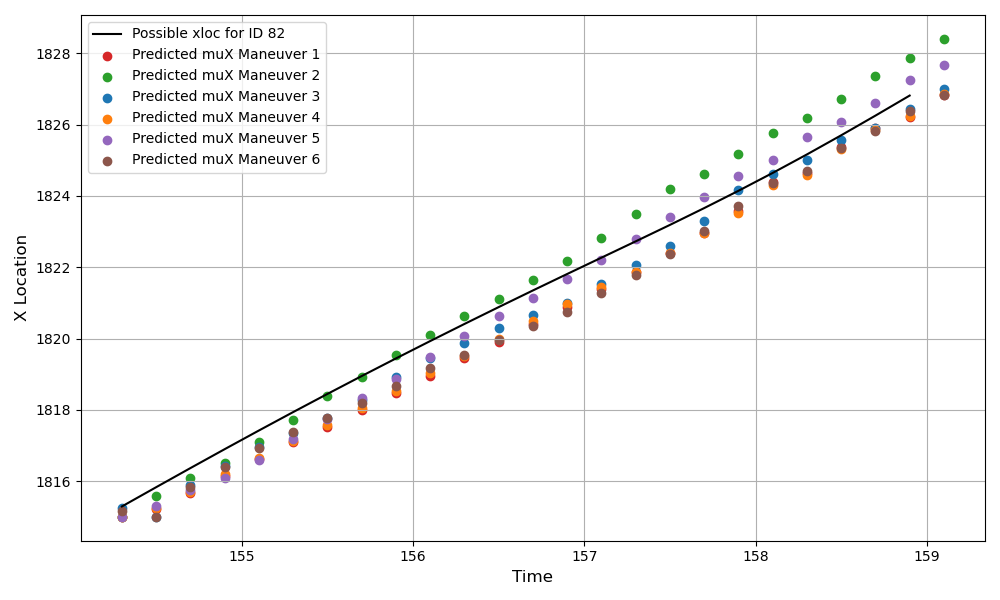 Possible xloc for ID 82
Predicted muX Maneuver 1
Predicted muX Maneuver 2
Predicted muX Maneuver 3
Predicted muX Maneuver 4
Predicted muX Maneuver 5
Predicted muX Maneuver 6
1828
1826
1824
1822
1820
1818
1816
X Location
155 156 157 158 159
Time